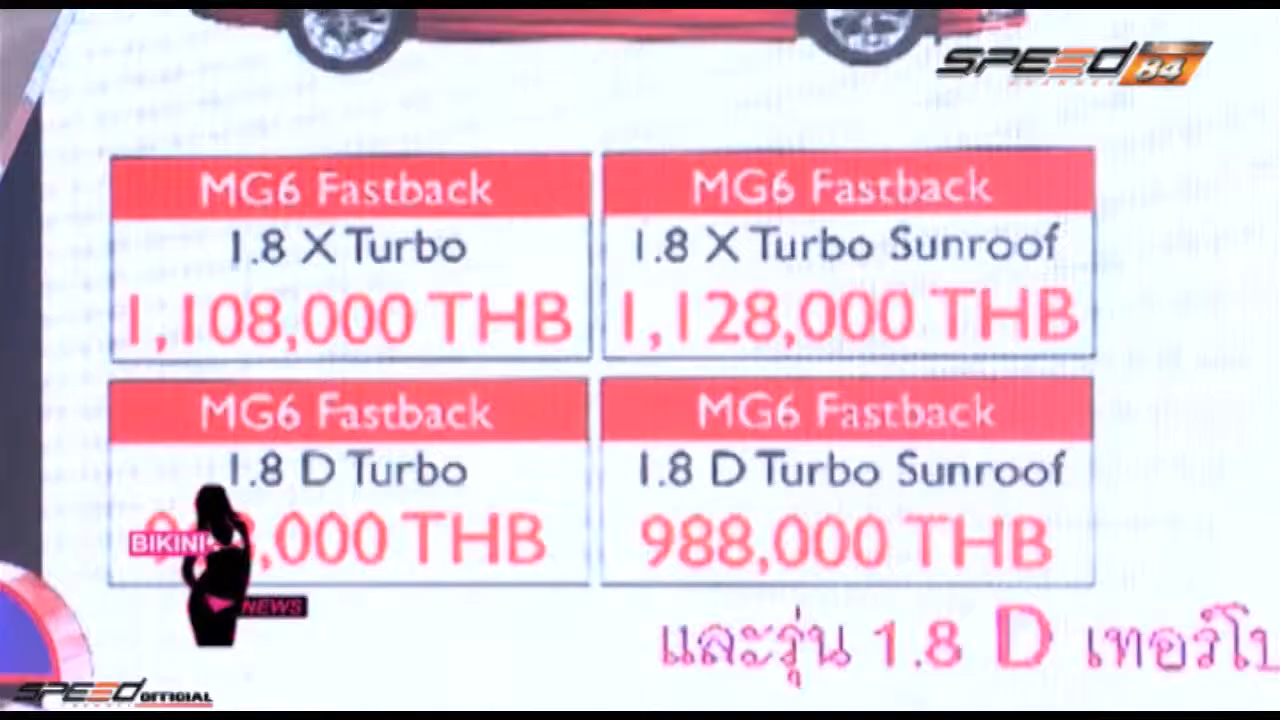 SPEED 84
MG6 Fastback
1.8 X Turbo
1,108,000 THB
MG6 Fastback
1.8 X Turbo Sunroof
1,128,000 THB
MG6 Fastback
1.8 D Turbo
,000 THB
MG6 Fastback
1.8 D Turbo Sunroof
988,000 THB
BIKINI
NEWS
และรุ่น 1.8 D เทอร์โบ
SPEED OFFICIAL